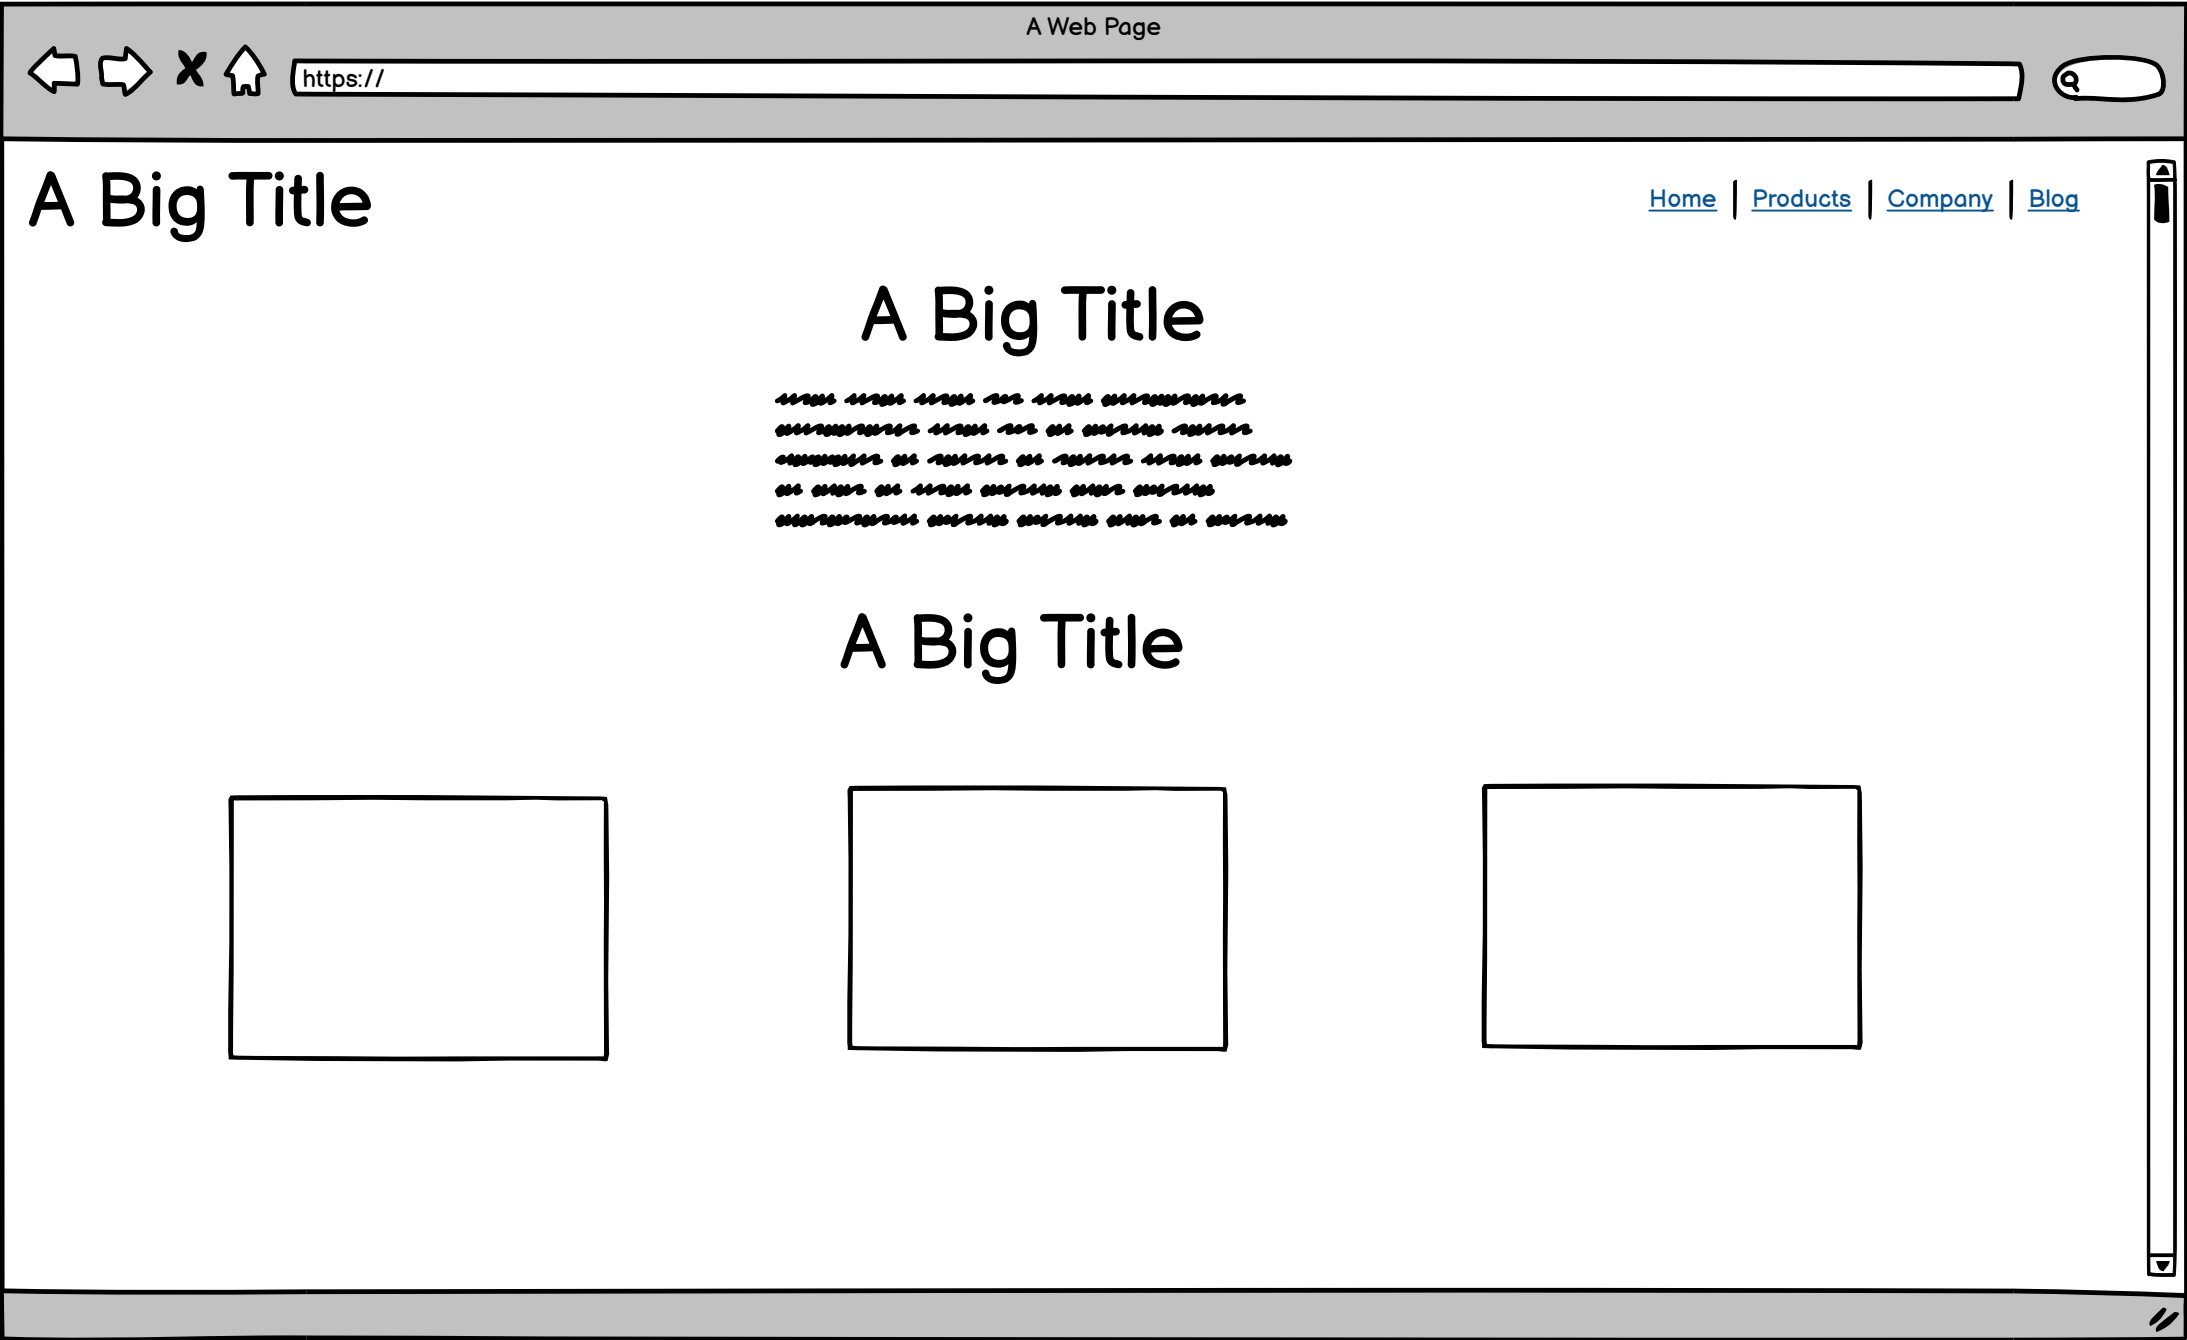 A Web Page
https://
A Big Title
Home | Products | Company | Blog
A Big Title
A Big Title